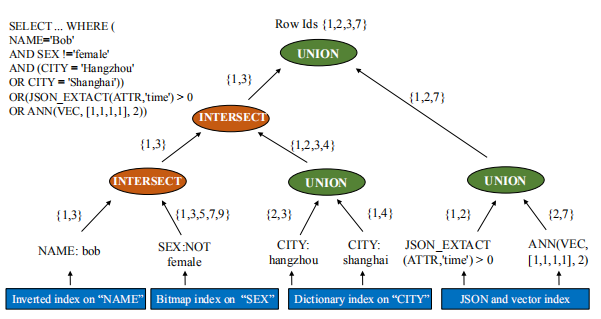 SELECT... WHERE (
NAME='Bob'
AND SEX !='female'
AND (CITY = 'Hangzhou'
OR CITY = 'Shanghai'))
OR(JSON_EXTACT(ATTR,'time') > 0
OR ANN(VEC, [1,1,1,1], 2))
Row Ids {1,2,3,7}
UNION
{1,3}
{1,2,7}
INTERSECT
{1,3}
{1,2,3,4}
INTERSECT
UNION
UNION
{1,3}
{1,3,5,7,9}
{2,3}
{1,4}
{1,2}
{2,7}
NAME: bob
SEX:NOT
female
CITY:
hangzhou
CITY:
shanghai
JSON_EXTACT
(ATTR,'time') > 0
ANN(VEC,
[1,1,1,1], 2)
Inverted index on “NAME”
Bitmap index on “SEX”
Dictionary index on “CITY”
JSON and vector index